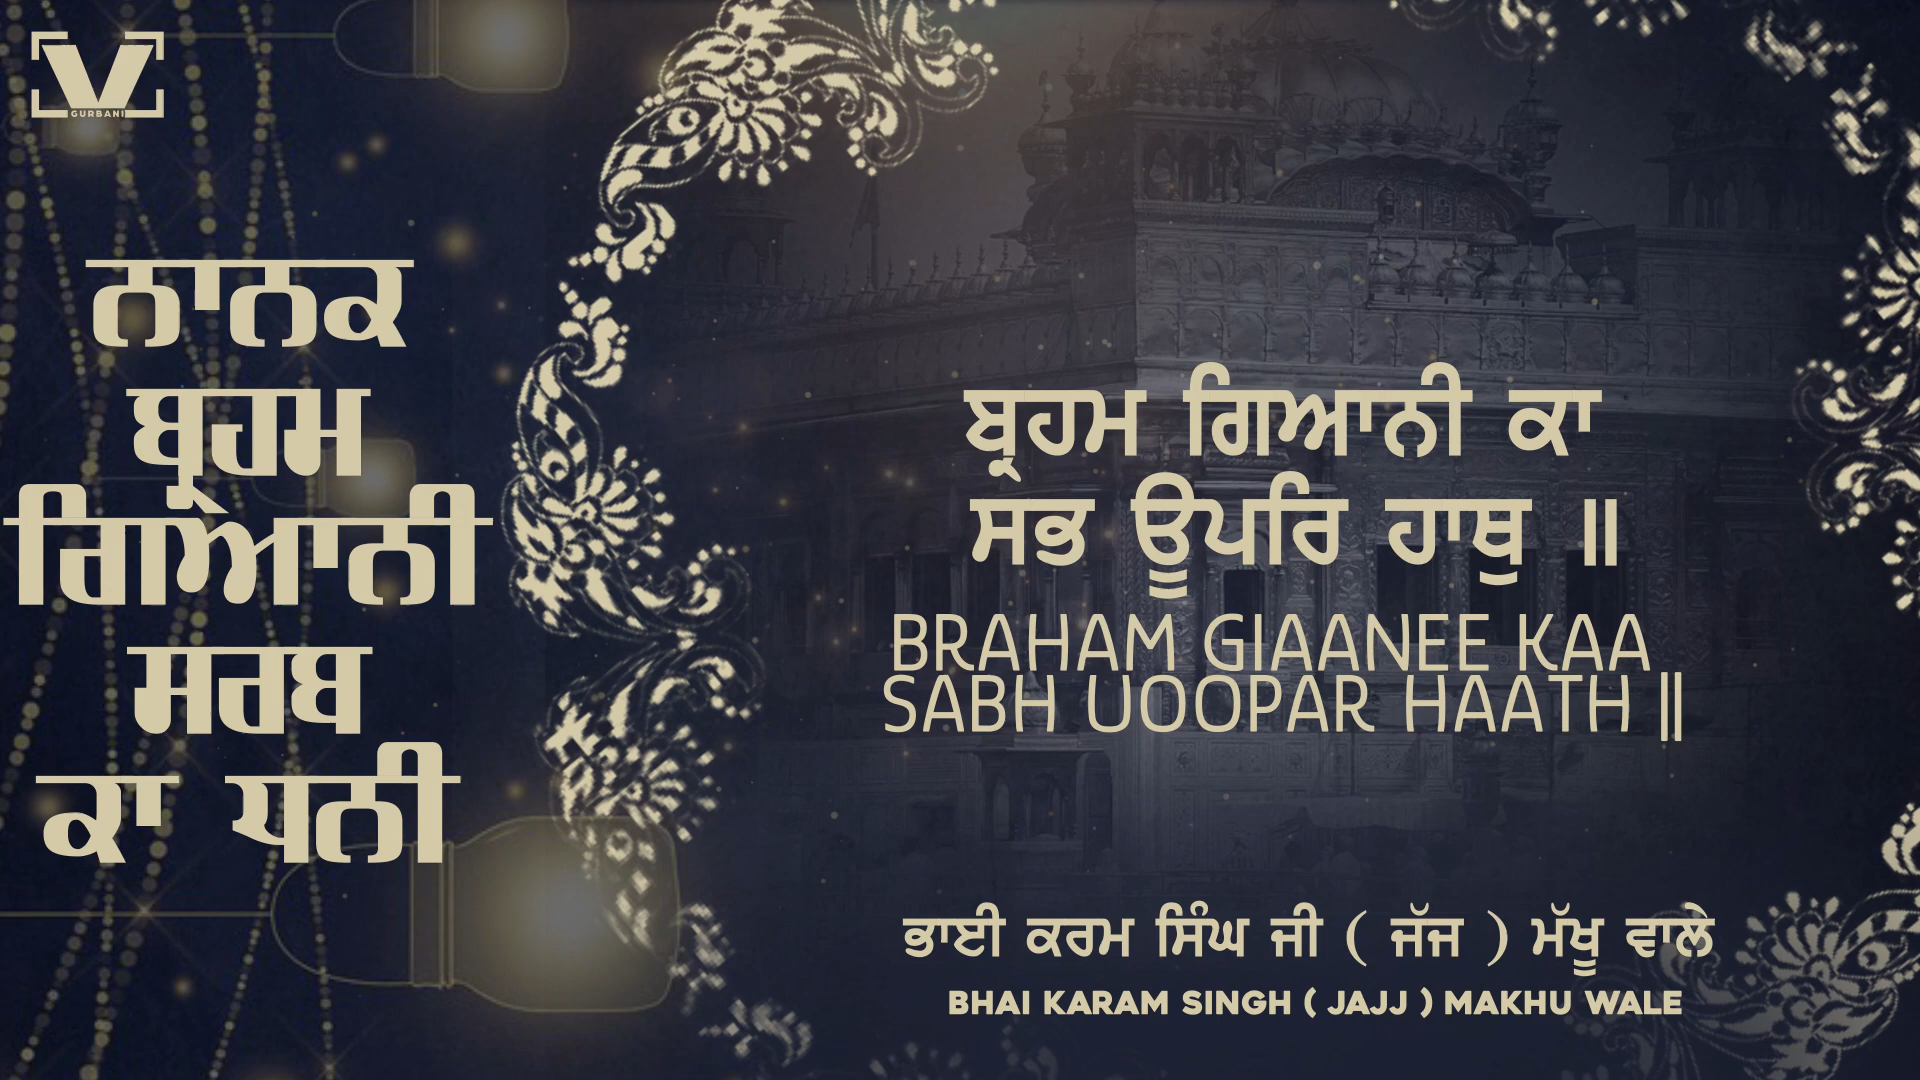 V
GURBANI
ਨਾਨਕ
ਬ੍ਰਹਮ
ਗਿਆਨੀ
ਸਰਬ
ਕਾ ਧਨੀ
ਬ੍ਰਹਮ ਗਿਆਨੀ ਕਾ
ਸਭ ਊਪਰਿ ਹਾਥੁ ॥
BRAHAM GIAANEE KAA
SABH UOOPAR HAATH ॥
ਭਾਈ ਕਰਮ ਸਿੰਘ ਜੀ ( ਜੱਜ ) ਮੱਖੂ ਵਾਲੇ
BHAI KARAM SINGH ( JAJJ ) MAKHU WALE